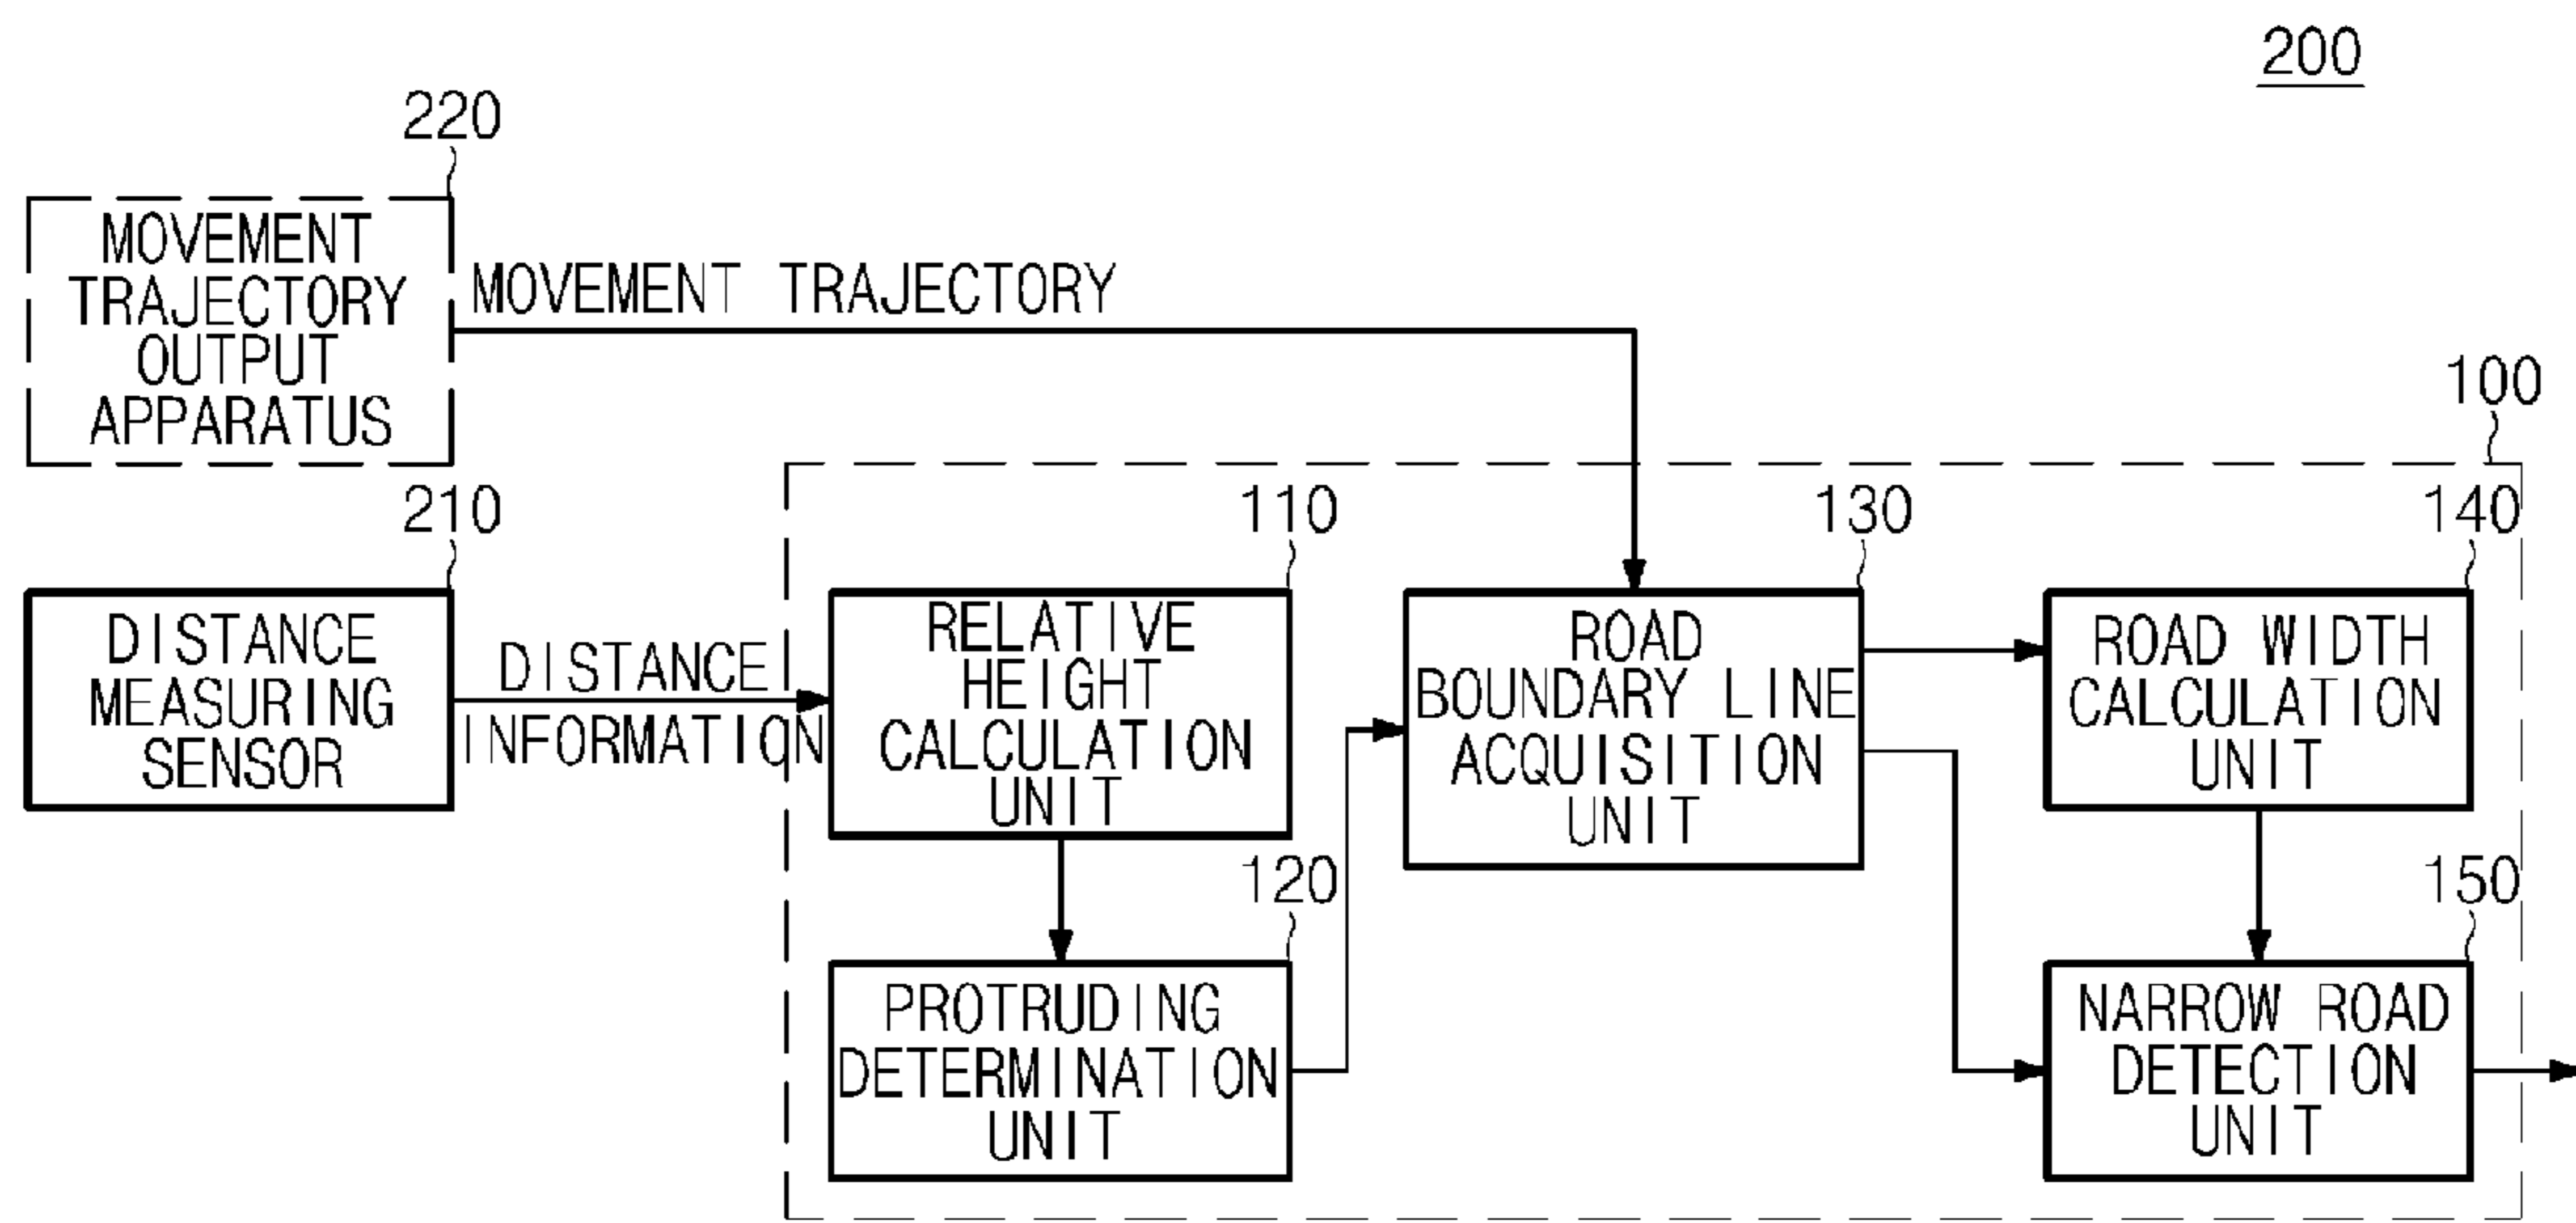 200
220
MOVEMENT
TRAJECTORY
OUTPUT
APPARATUS
MOVEMENT TRAJECTORY
100
210
DISTANCE
MEASURING
SENSOR
DISTANCE
INFORMATION
110
RELATIVE
HEIGHT
CALCULATION
UNIT
120
PROTRUDING
DETERMINATION
UNIT
130
ROAD
BOUNDARY LINE
ACQUISITION
UNIT
140
ROAD WIDTH
CALCULATION
UNIT
150
NARROW ROAD
DETECTION
UNIT